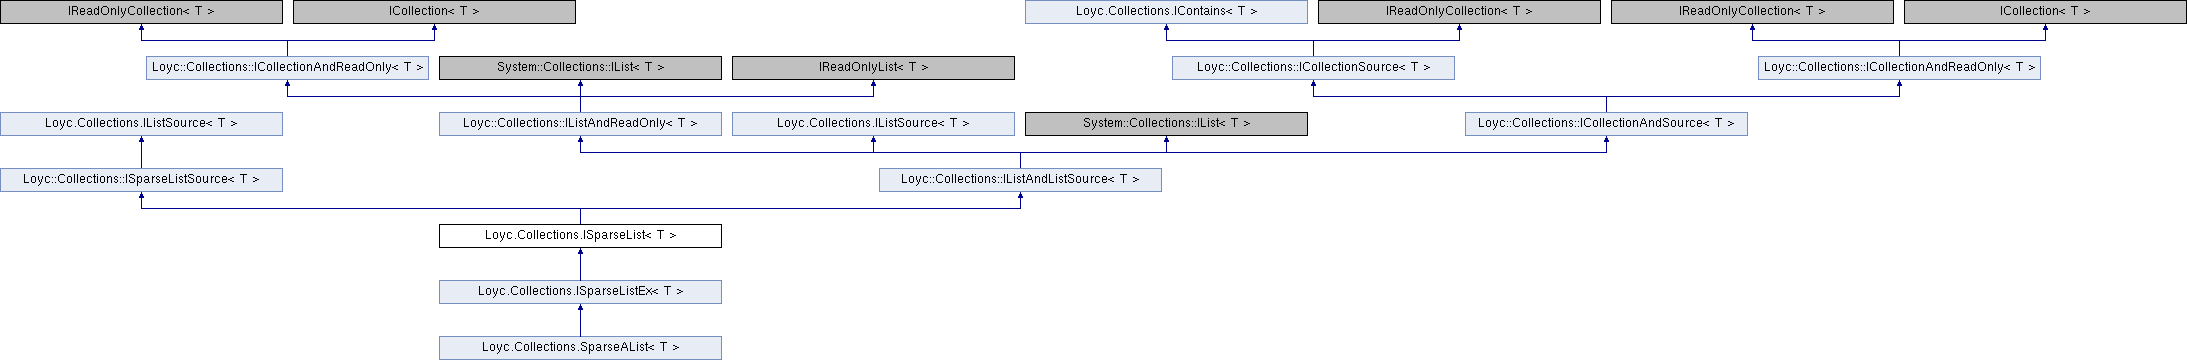 IReadOnlyCollection< T >
ICollection< T >
Loyc.Collections.IContains< T >
IReadOnlyCollection< T >
IReadOnlyCollection< T >
ICollection< T >
Loyc::Collections::ICollectionAndReadOnly< T >
System::Collections::IList< T >
IReadOnlyList< T >
Loyc::Collections::ICollectionSource< T >
Loyc::Collections::ICollectionAndReadOnly< T >
Loyc.Collections.IListSource< T >
Loyc::Collections::IListAndReadOnly< T >
Loyc.Collections.IListSource< T >
System::Collections::IList< T >
Loyc::Collections::ICollectionAndSource< T >
Loyc::Collections::ISparseListSource< T >
Loyc::Collections::IListAndListSource< T >
Loyc.Collections.ISparseList< T >
Loyc.Collections.ISparseListEx< T >
Loyc.Collections.SparseAList< T >